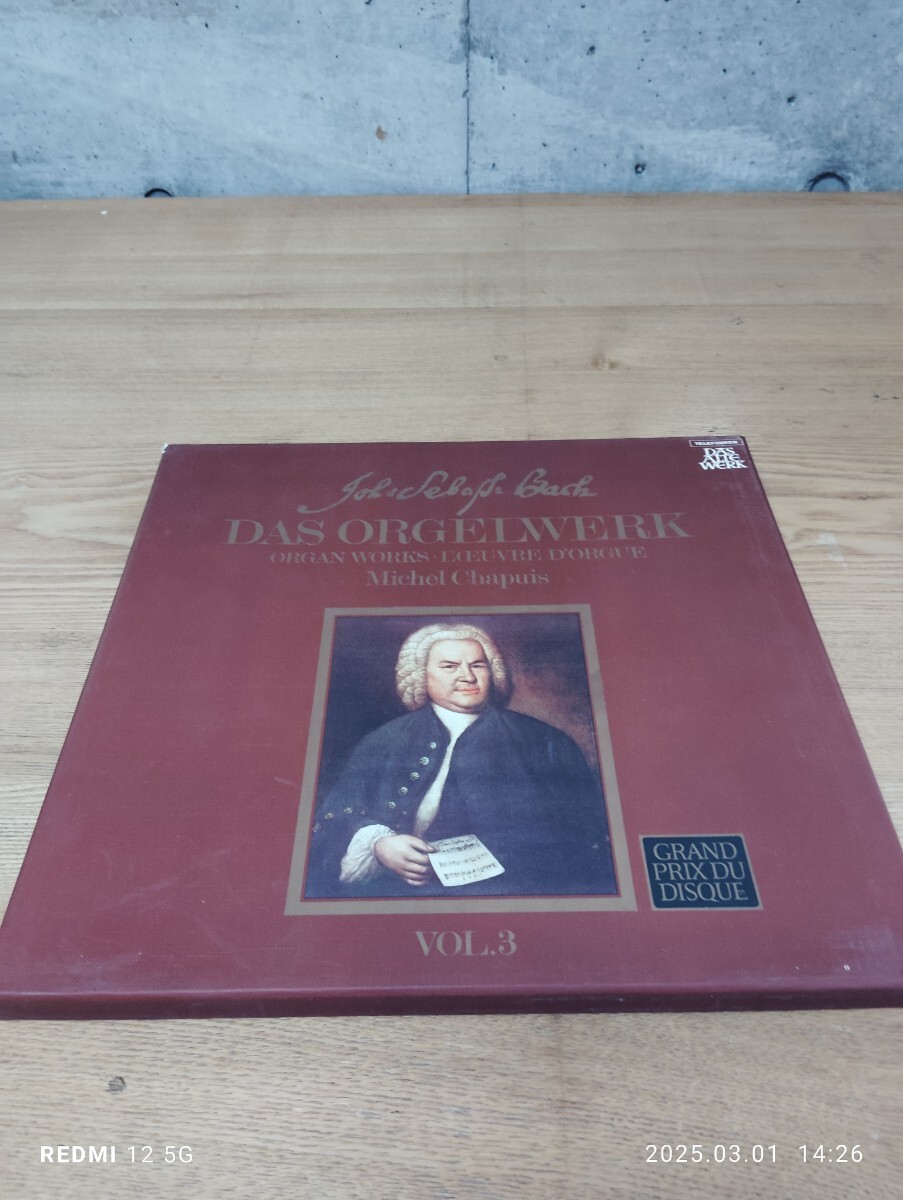 TELEFUNKEN
DAS
ALTE
WERK
Joh. Sebast. Bach
DAS ORGELWERK
ORGAN WORKS · L'ŒUVRE D'ORGUE
Michel Chapuis
GRAND
PRIX DU
DISQUE
VOL.3
REDMI 12 5G
2025.03.01 14:26